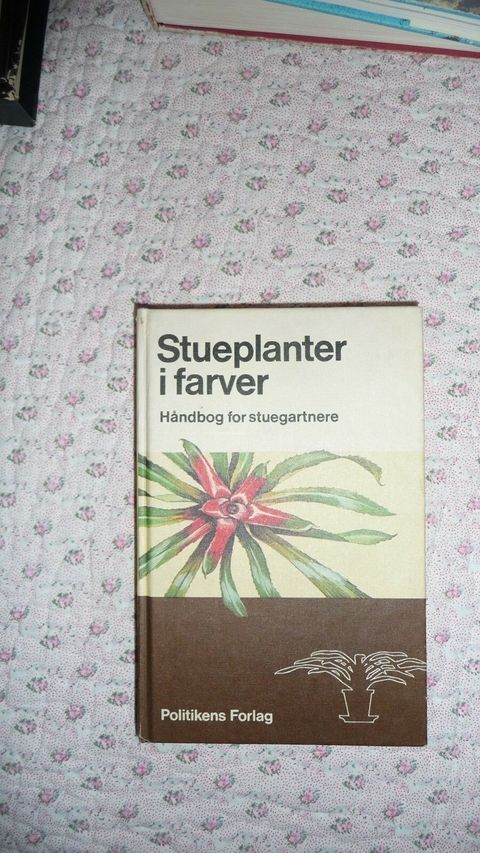 Stueplanter
i farver
Håndbog for stuegartnere
Politikens Forlag